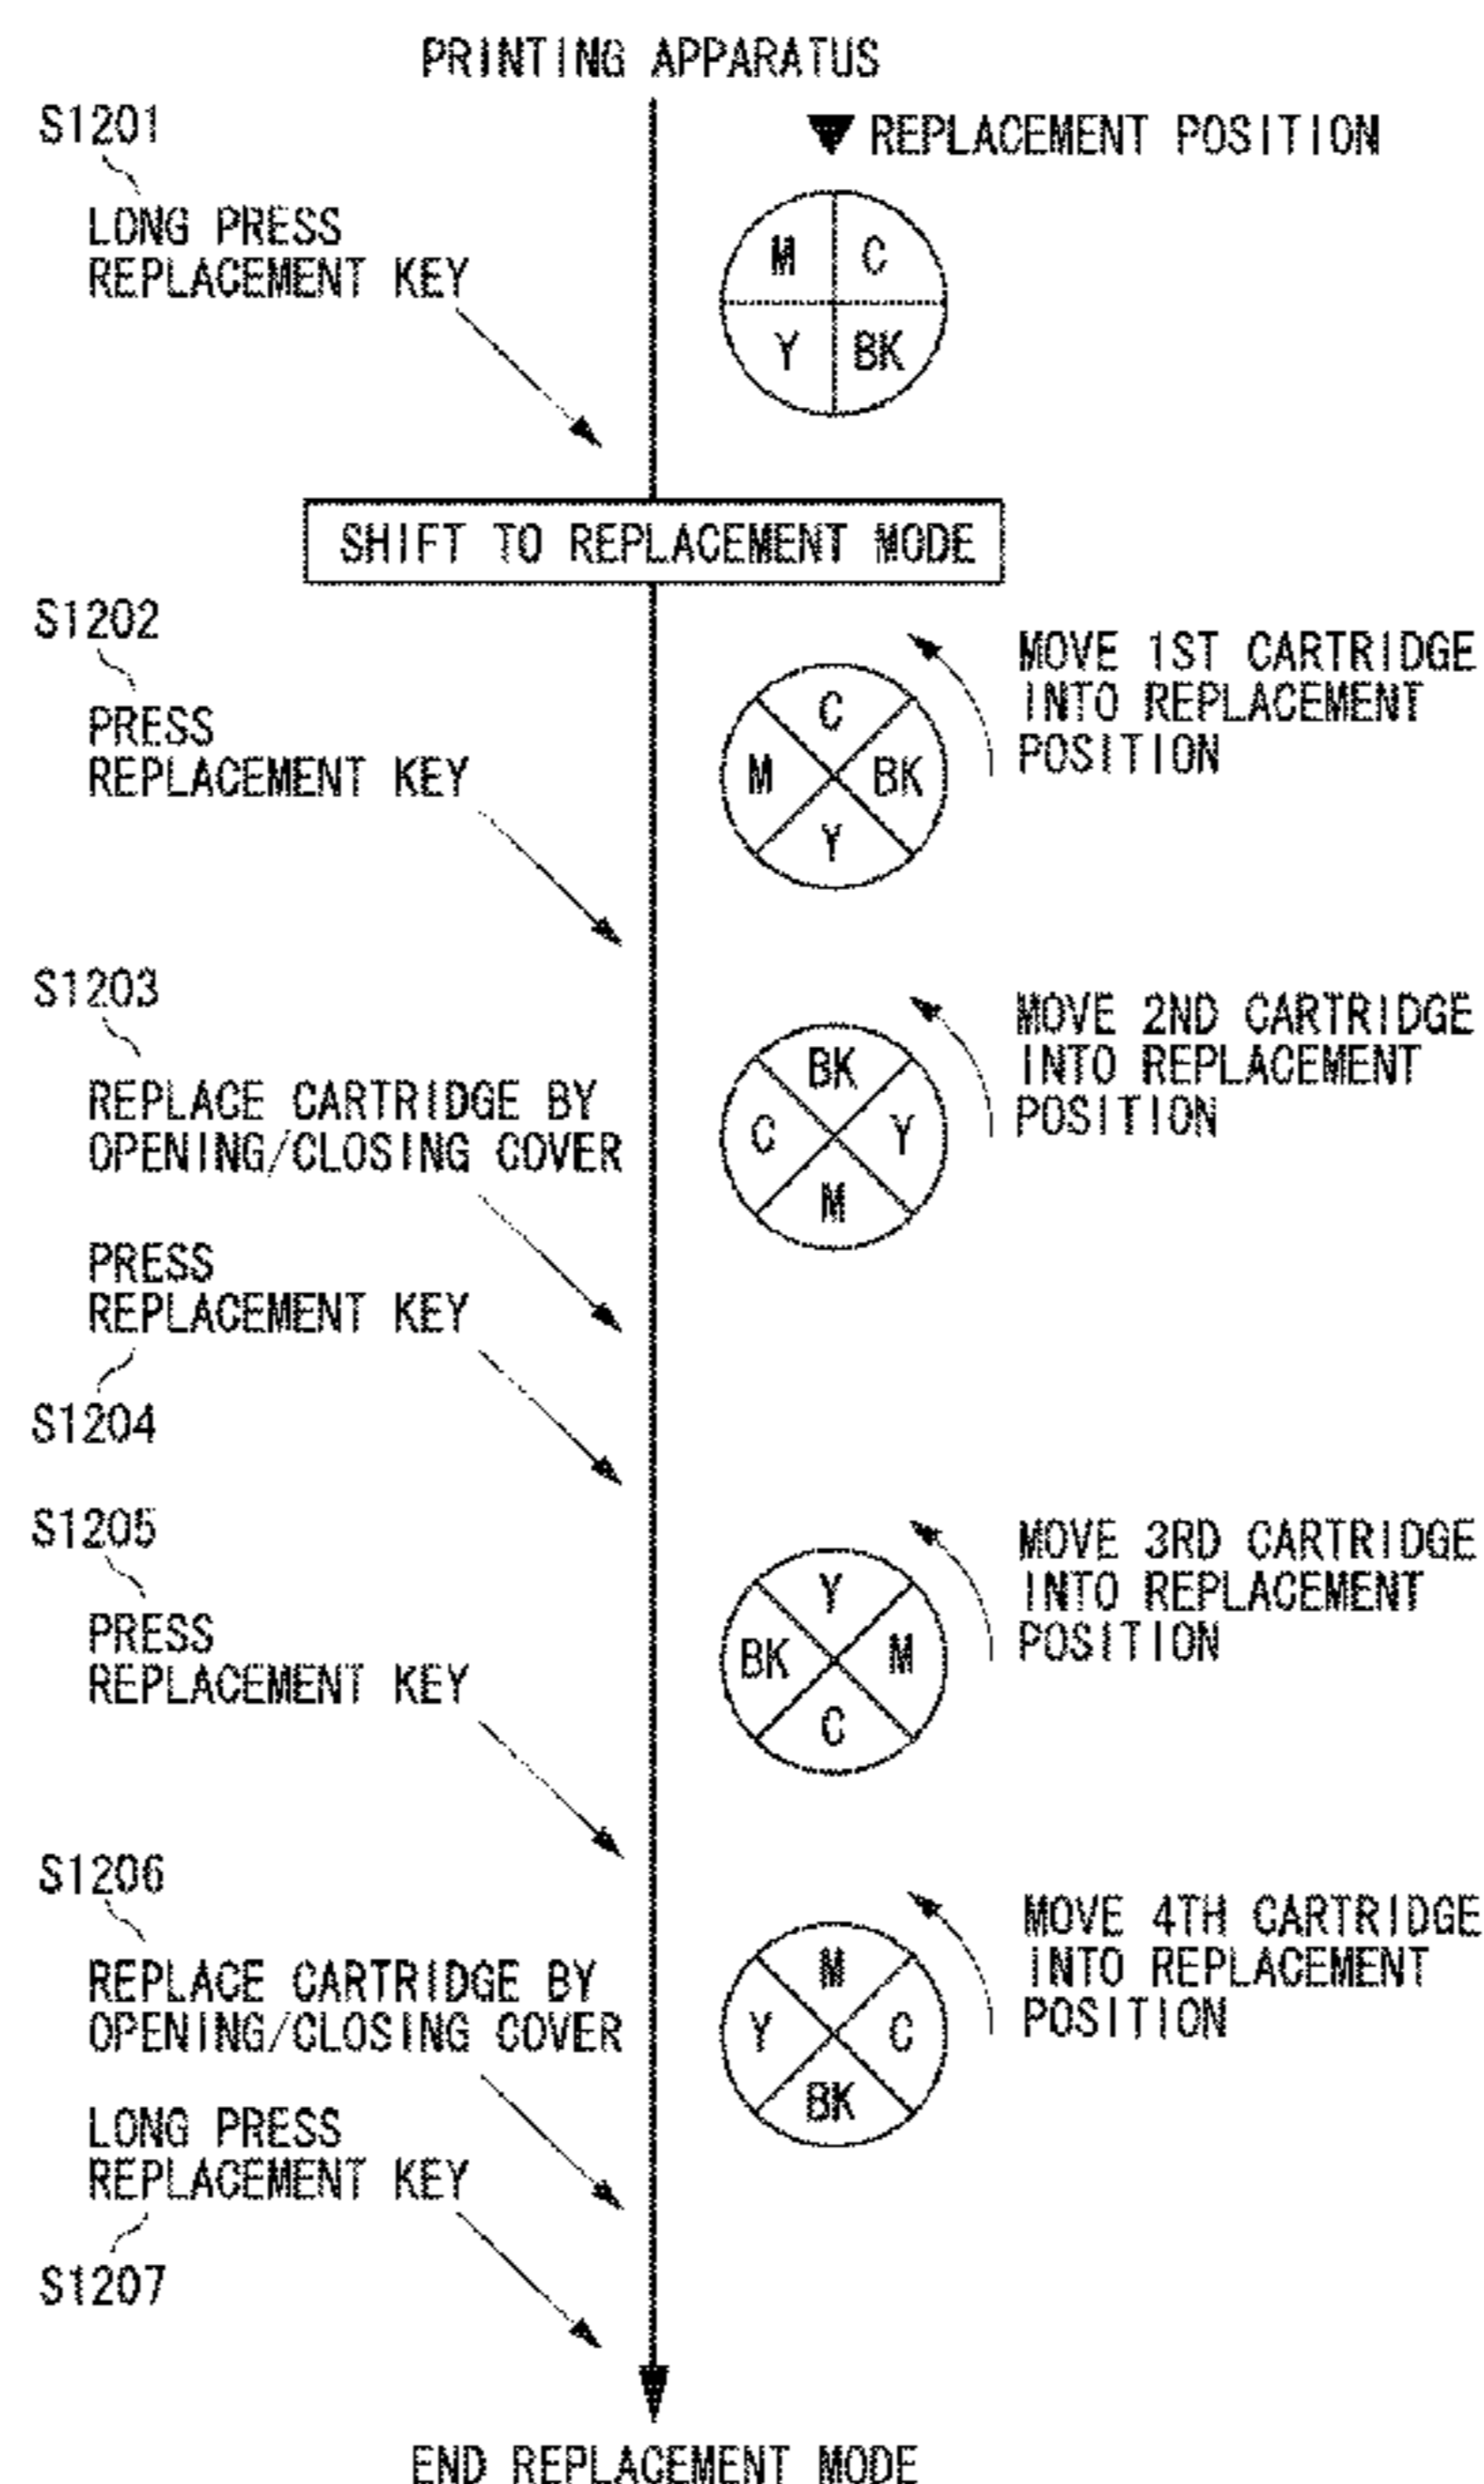 PRINTING APPARATUS
S1201
▼ REPLACEMENT POSITION
LONG PRESS
REPLACEMENT KEY
M C
Y BK
SHIFT TO REPLACEMENT MODE
S1202
PRESS
REPLACEMENT KEY
C
M BK
Y
MOVE 1ST CARTRIDGE
INTO REPLACEMENT
POSITION
S1203
REPLACE CARTRIDGE BY
OPENING/CLOSING COVER
BK
C Y
M
MOVE 2ND CARTRIDGE
INTO REPLACEMENT
POSITION
PRESS
REPLACEMENT KEY
S1204
S1205
PRESS
REPLACEMENT KEY
Y
BK M
C
MOVE 3RD CARTRIDGE
INTO REPLACEMENT
POSITION
S1206
REPLACE CARTRIDGE BY
OPENING/CLOSING COVER
M
Y C
BK
MOVE 4TH CARTRIDGE
INTO REPLACEMENT
POSITION
LONG PRESS
REPLACEMENT KEY
S1207
END REPLACEMENT MODE